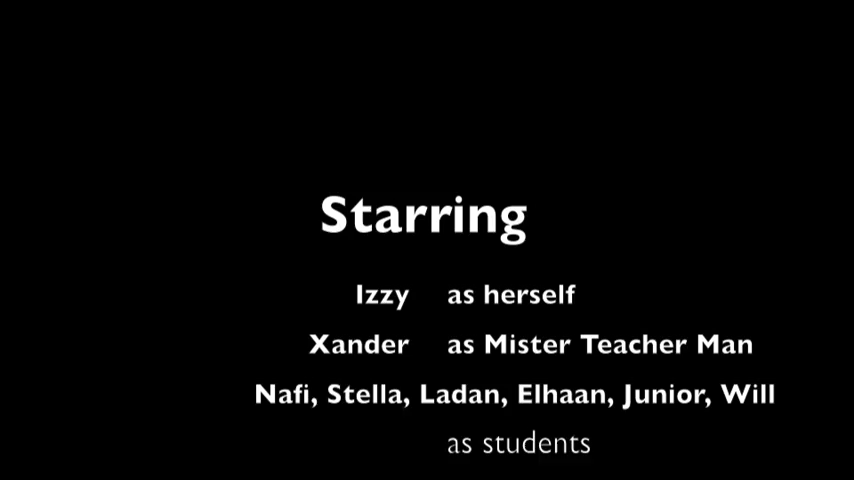 Starring
Izzy as herself
Xander as Mister Teacher Man
Nafi, Stella, Ladan, Elhaan, Junior, Will
as students